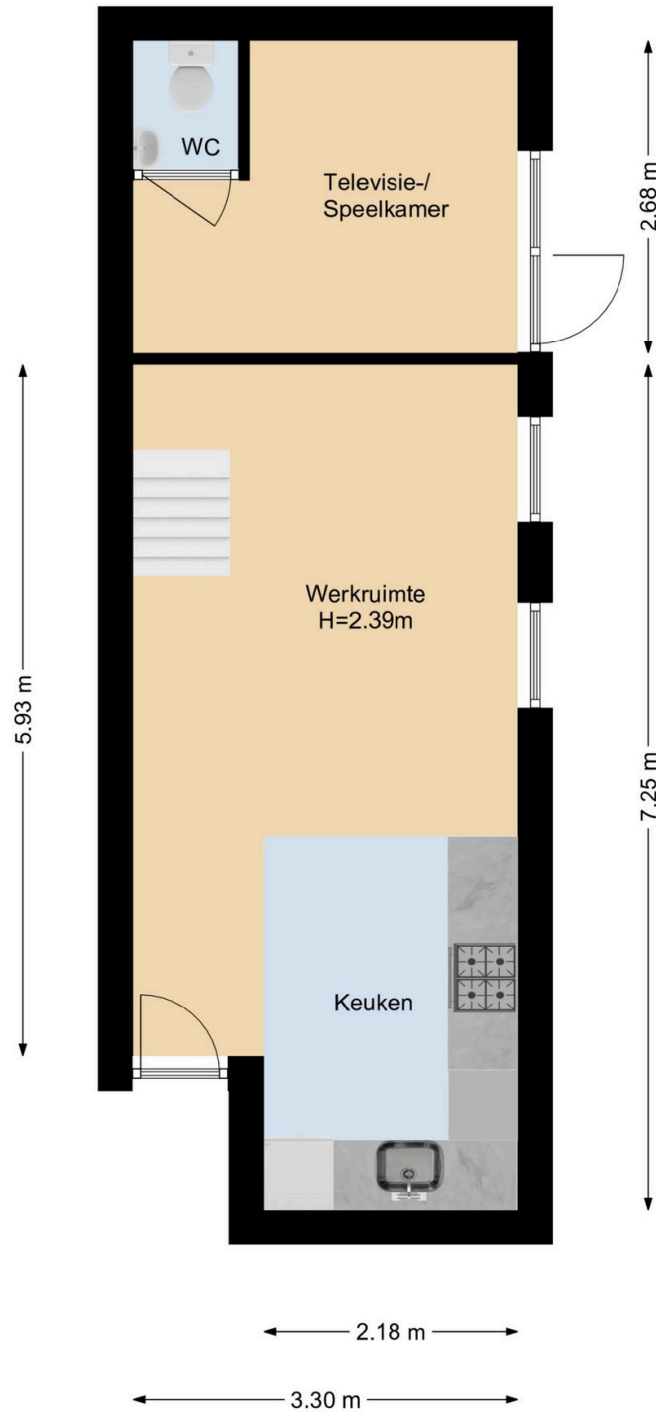 WC
Televisie-/
Speelkamer
2.68 m
Werkruimte
H=2.39m
5.93 m
7.25 m
Keuken
2.18 m
3.30 m